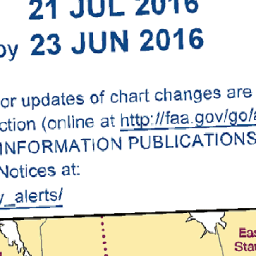 21 JUL 2016
by 23 JUN 2016
or updates of chart changes are
ction (online at http://faa.gov/go/
INFORMATION PUBLICATIONS
Notices at:
y_alerts/
Eas
Sta